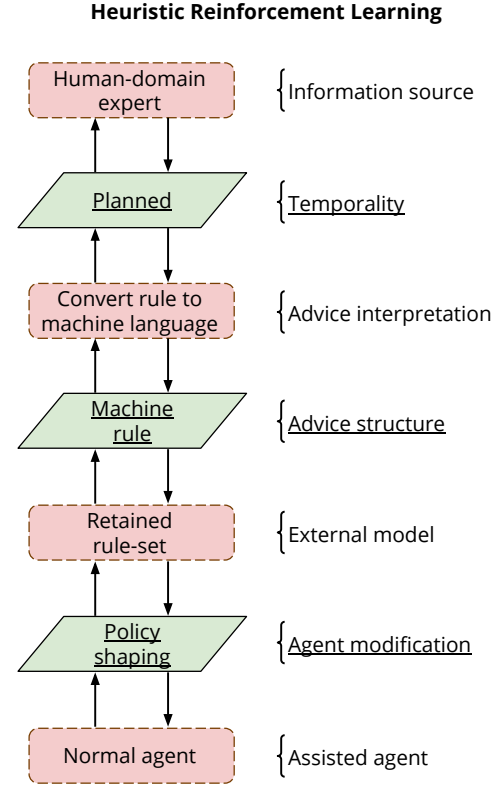 Heuristic Reinforcement Learning
Human-domain
expert
Information source
Planned
Temporality
Convert rule to
machine language
Advice interpretation
Machine
rule
Advice structure
Retained
rule-set
External model
Policy
shaping
Agent modification
Normal agent
Assisted agent